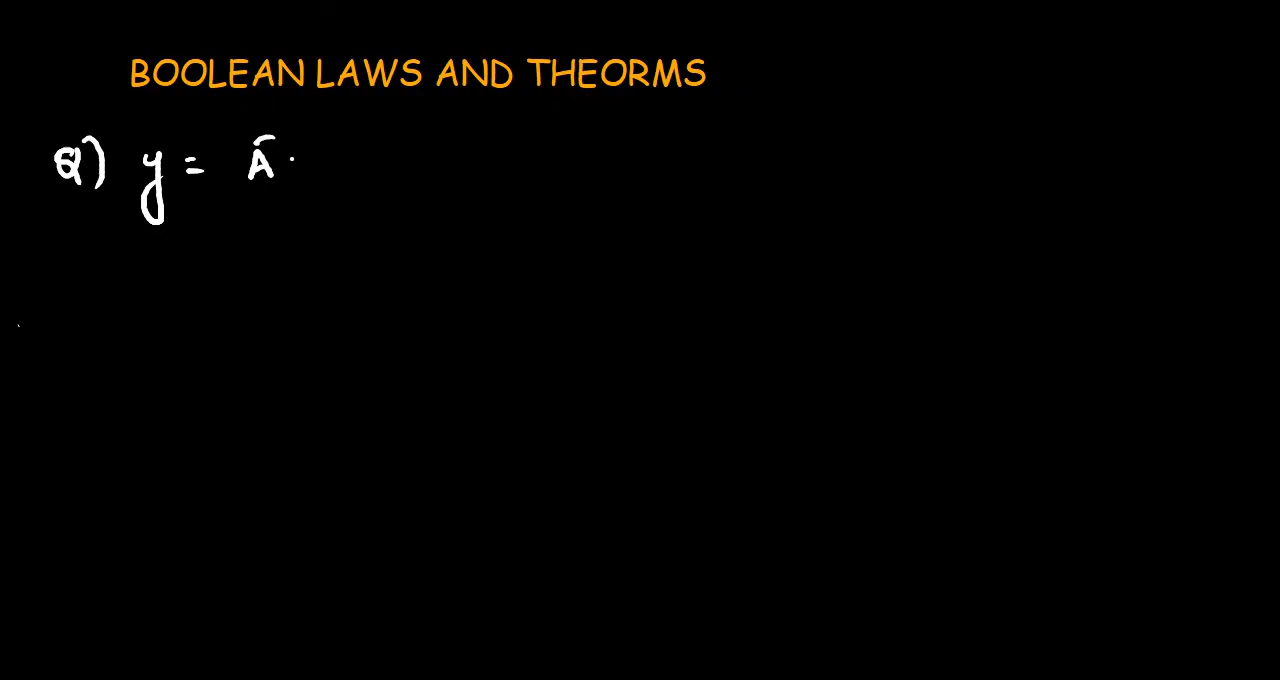 BOOLEAN LAWS AND THEORMS
Q) y = Ā ·